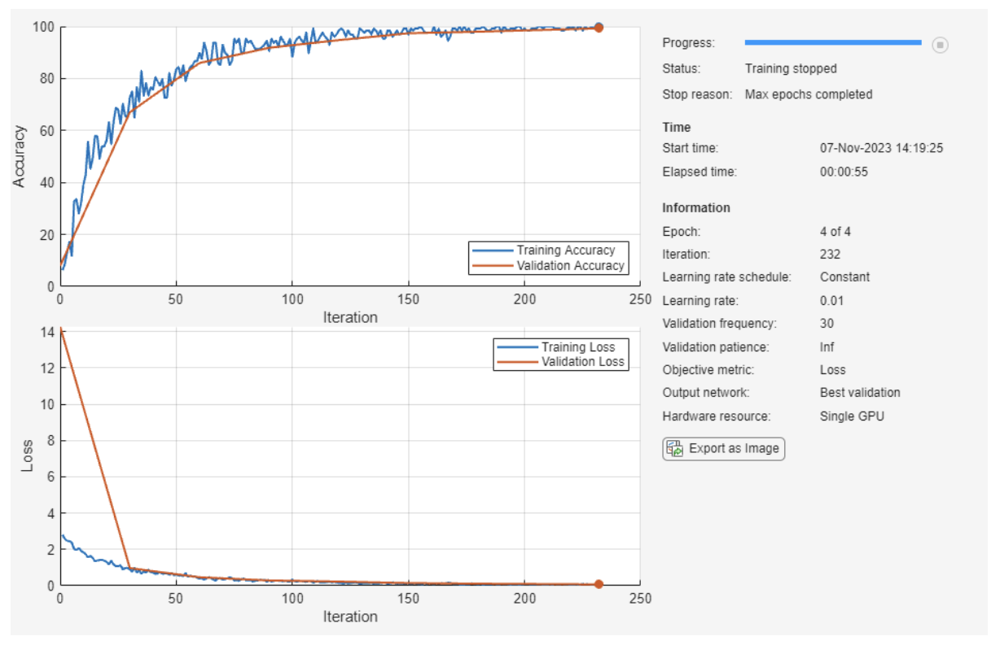 100
80
60
40
20
0
Accuracy
0 50 100 150 200 250
Iteration
Training Accuracy
Validation Accuracy
14
12
10
8
6
4
2
0
Loss
0 50 100 150 200 250
Iteration
Training Loss
Validation Loss
Progress:
Status: Training stopped
Stop reason: Max epochs completed
Time
Start time: 07-Nov-2023 14:19:25
Elapsed time: 00:00:55
Information
Epoch: 4 of 4
Iteration: 232
Learning rate schedule: Constant
Learning rate: 0.01
Validation frequency: 30
Validation patience: Inf
Objective metric: Loss
Output network: Best validation
Hardware resource: Single GPU
Export as Image